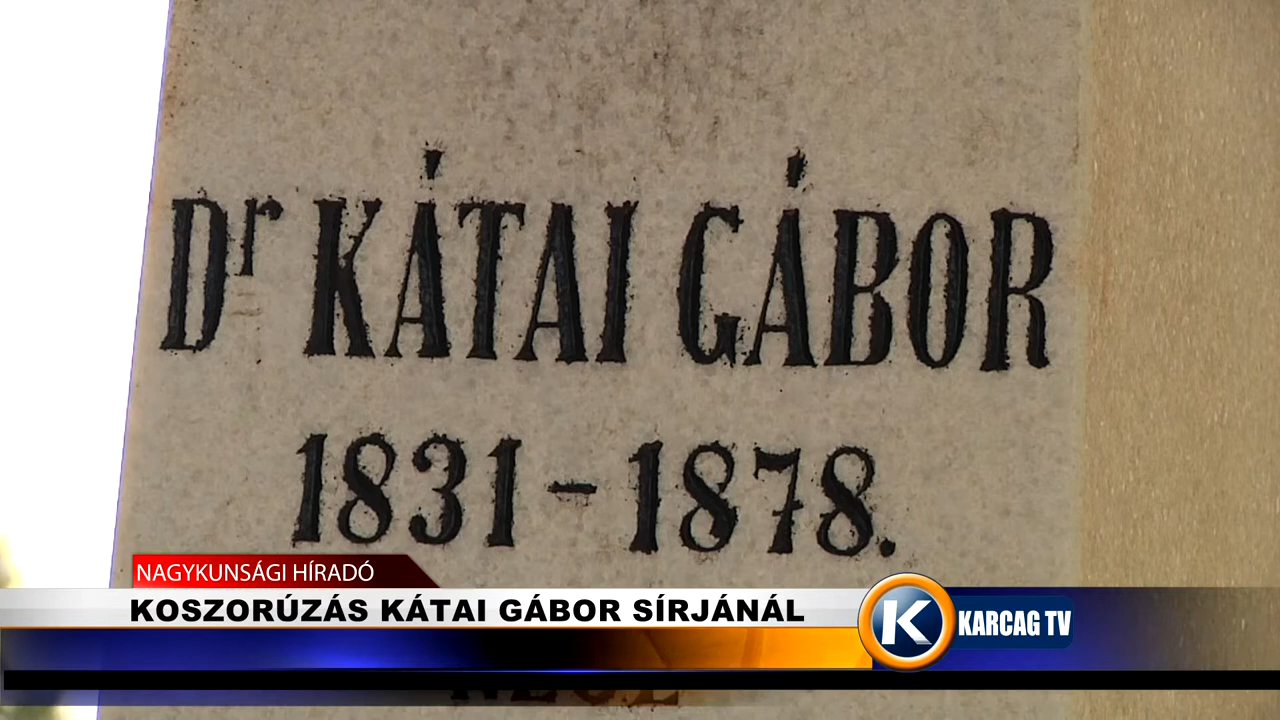 Dr KÁTAI GÁBOR
1831 - 1878.
NAGYKUNSÁGI HÍRADÓ
KOSZORÚZÁS KÁTAI GÁBOR SÍRJÁNÁL
K KARCAG TV